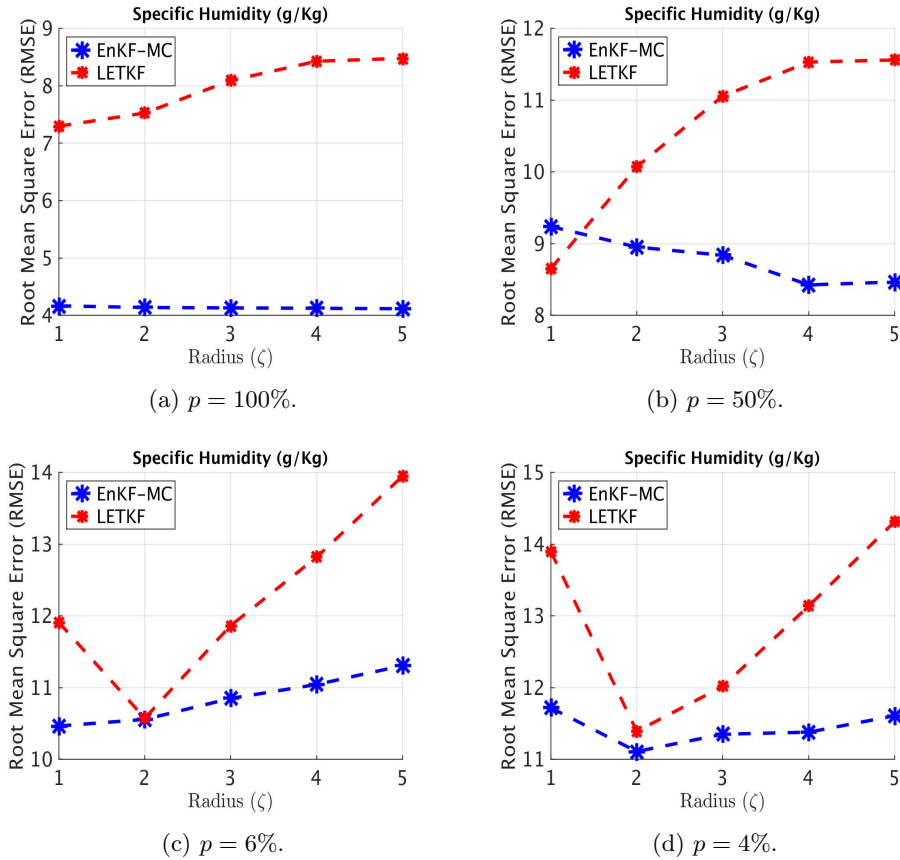 Specific Humidity (g/Kg)
Root Mean Square Error (RMSE)
9
8
7
6
5
4
EnKF-MC
LETKF
1 2 3 4 5
Radius (ζ)
(a) p = 100%.
Specific Humidity (g/Kg)
Root Mean Square Error (RMSE)
12
11
10
9
8
EnKF-MC
LETKF
1 2 3 4 5
Radius (ζ)
(b) p = 50%.
Specific Humidity (g/Kg)
Root Mean Square Error (RMSE)
14
13
12
11
10
EnKF-MC
LETKF
1 2 3 4 5
Radius (ζ)
(c) p = 6%.
Specific Humidity (g/Kg)
Root Mean Square Error (RMSE)
15
14
13
12
11
EnKF-MC
LETKF
1 2 3 4 5
Radius (ζ)
(d) p = 4%.